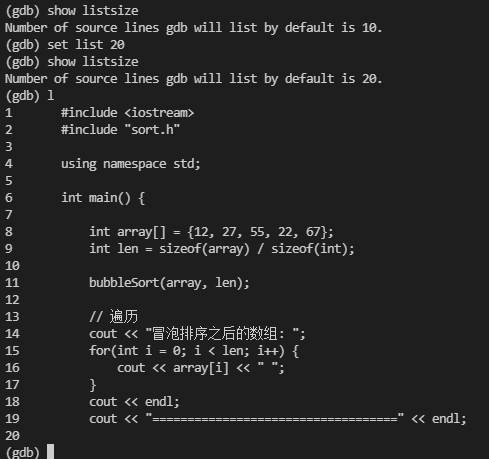 (gdb) show listsize
Number of source lines gdb will list by default is 10.
(gdb) set list 20
(gdb) show listsize
Number of source lines gdb will list by default is 20.
(gdb) l
1       #include <iostream>
2       #include "sort.h"
3
4       using namespace std;
5
6       int main() {
7
8           int array[] = {12, 27, 55, 22, 67};
9           int len = sizeof(array) / sizeof(int);
10
11          bubbleSort(array, len);
12
13          // 遍历
14          cout << "冒泡排序之后的数组: ";
15          for(int i = 0; i < len; i++) {
16              cout << array[i] << " ";
17          }
18          cout << endl;
19          cout << "===================================" << endl;
20
(gdb)